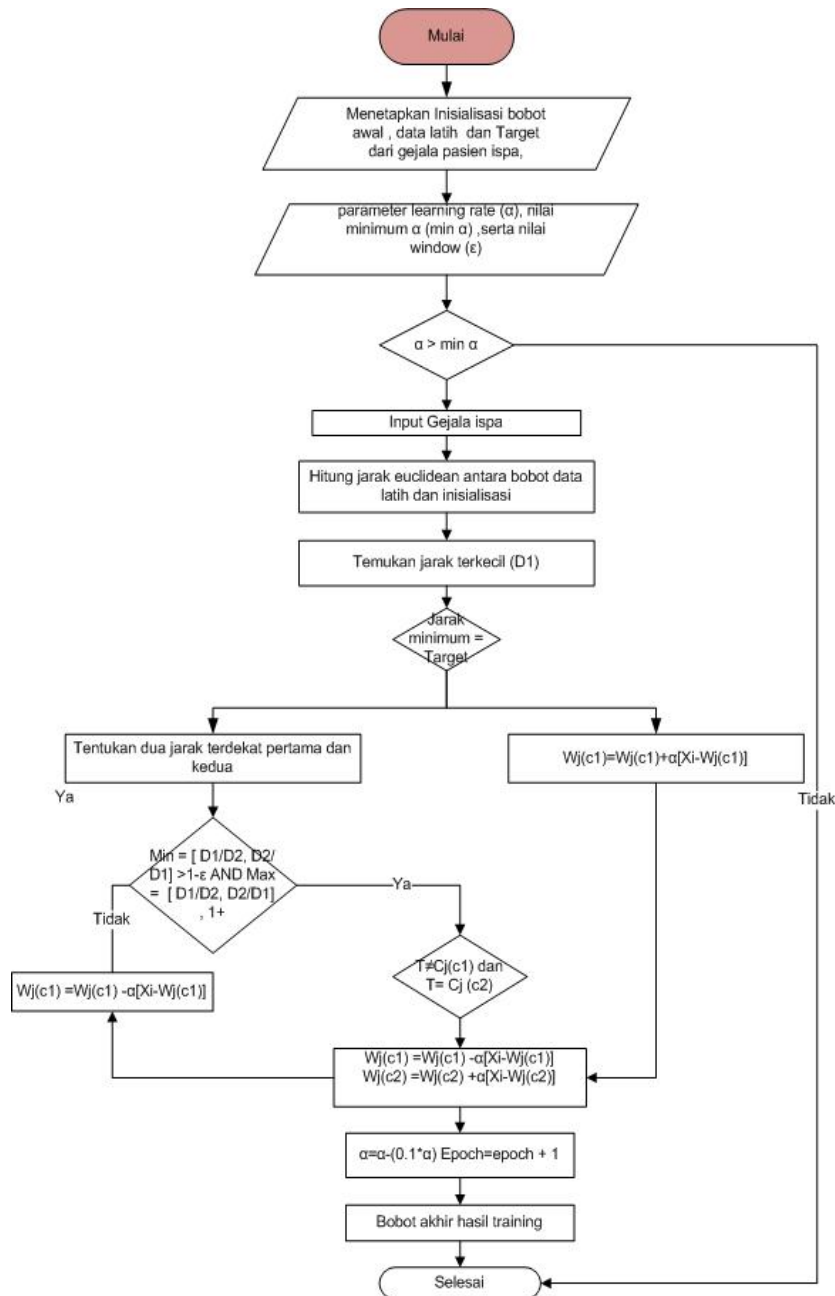 Mulai
Menetapkan Inisialisasi bobot
awal , data latih dan Target
dari gejala pasien ispa,
parameter learning rate (α), nilai
minimum α (min α) ,serta nilai
window (ε)
α > min α
Input Gejala ispa
Hitung jarak euclidean antara bobot data
latih dan inisialisasi
Temukan jarak terkecil (D1)
Jarak
minimum =
Target
Tentukan dua jarak terdekat pertama dan
kedua
Wj(c1)=Wj(c1)+α[Xi-Wj(c1)]
Ya
Tidak
Min = [ D1/D2, D2/
D1] >1-ε AND Max
= [ D1/D2, D2/D1]
, 1+
Ya
Tidak
T≠Cj(c1) dan
T= Cj (c2)
Wj(c1) =Wj(c1) -α[Xi-Wj(c1)]
Wj(c1) =Wj(c1) -α[Xi-Wj(c1)]
Wj(c2) =Wj(c2) +α[Xi-Wj(c2)]
α=α-(0.1*α) Epoch=epoch + 1
Bobot akhir hasil training
Selesai